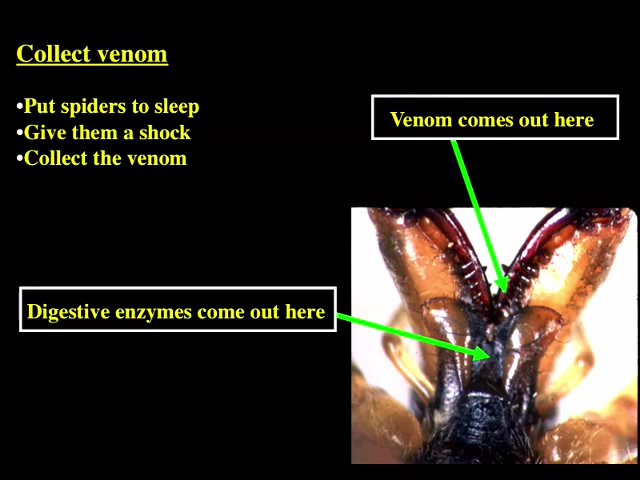 Collect venom
•Put spiders to sleep
•Give them a shock
•Collect the venom
Venom comes out here
Digestive enzymes come out here